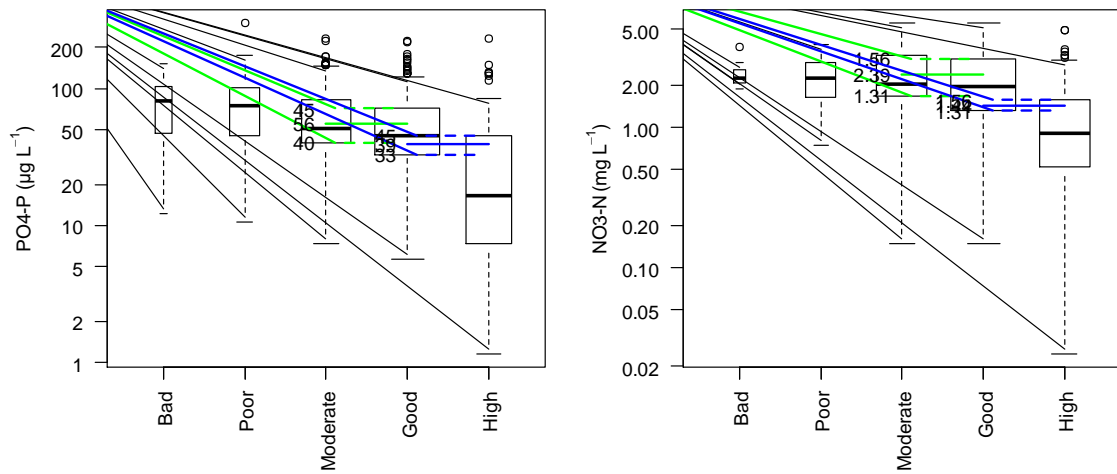 PO4-P (µg L⁻¹)
200
100
50
20
10
5
2
1
45
56
40
45
39
33
Bad
Poor
Moderate
Good
High
NO3-N (mg L⁻¹)
5.00
2.00
1.00
0.50
0.20
0.10
0.05
0.02
1.56
2.39
1.31
1.56
1.31
Bad
Poor
Moderate
Good
High